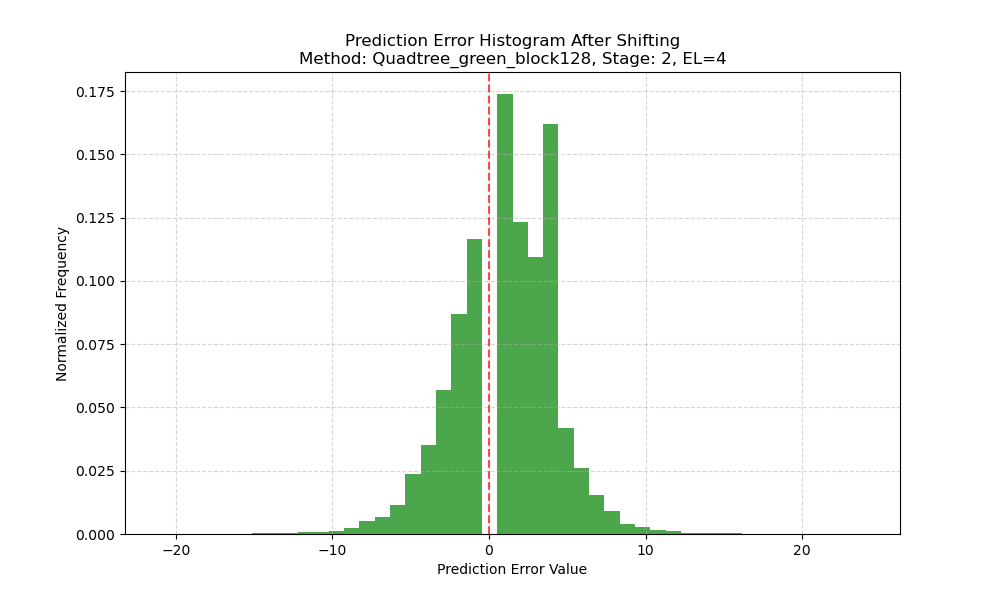 Prediction Error Histogram After Shifting
Method: Quadtree_green_block128, Stage: 2, EL=4
Normalized Frequency
0.175
0.150
0.125
0.100
0.075
0.050
0.025
0.000
−20 −10 0 10 20
Prediction Error Value